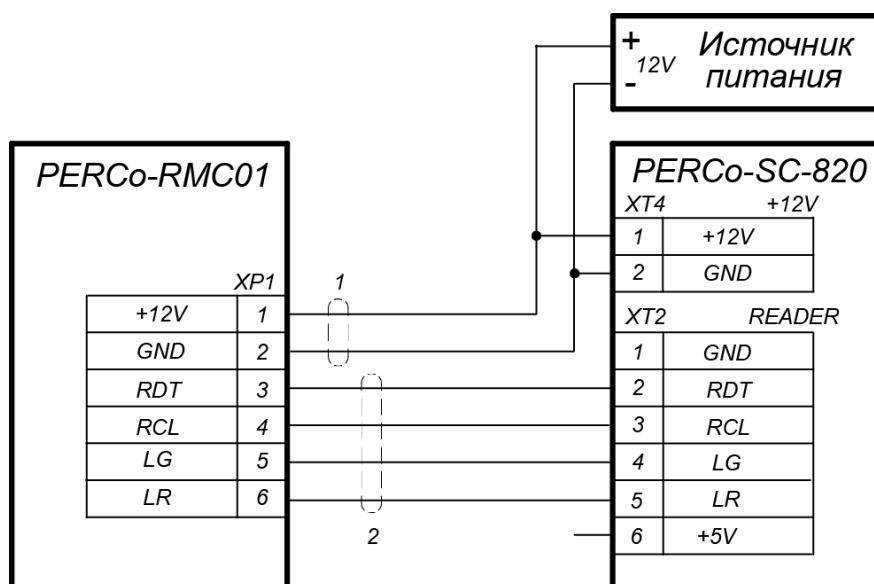 + Источник
12V
- питания
PERCo-RMC01
PERCo-SC-820
XT4 +12V
1 +12V
2 GND
XP1
+12V 1
GND 2
RDT 3
RCL 4
LG 5
LR 6
1
2
XT2 READER
1 GND
2 RDT
3 RCL
4 LG
5 LR
6 +5V